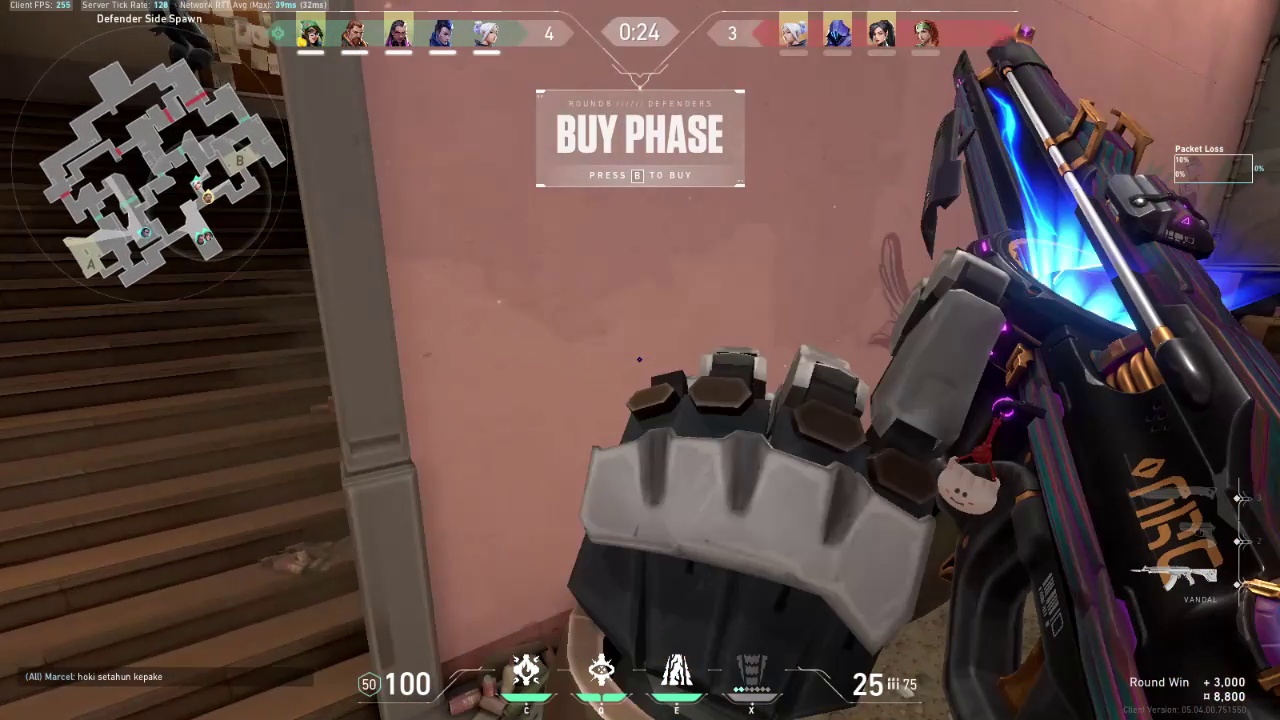 Client FPS: 255 Server Tick Rate: 128 Network RTT Avg (Max): 39ms (32ms)
Defender Side Spawn
4
0:24
3
ROUND 8 ////// DEFENDERS
BUY PHASE
PRESS B TO BUY
Packet Loss
10%
0%
0%
B
A
3
2
VANDAL
(All) Marcel: hoki setahun kepake
50 100
C
Q
E
X
25 75
Round Win + 3,000
¤ 8,800
Client Version: 05.04.00.751550